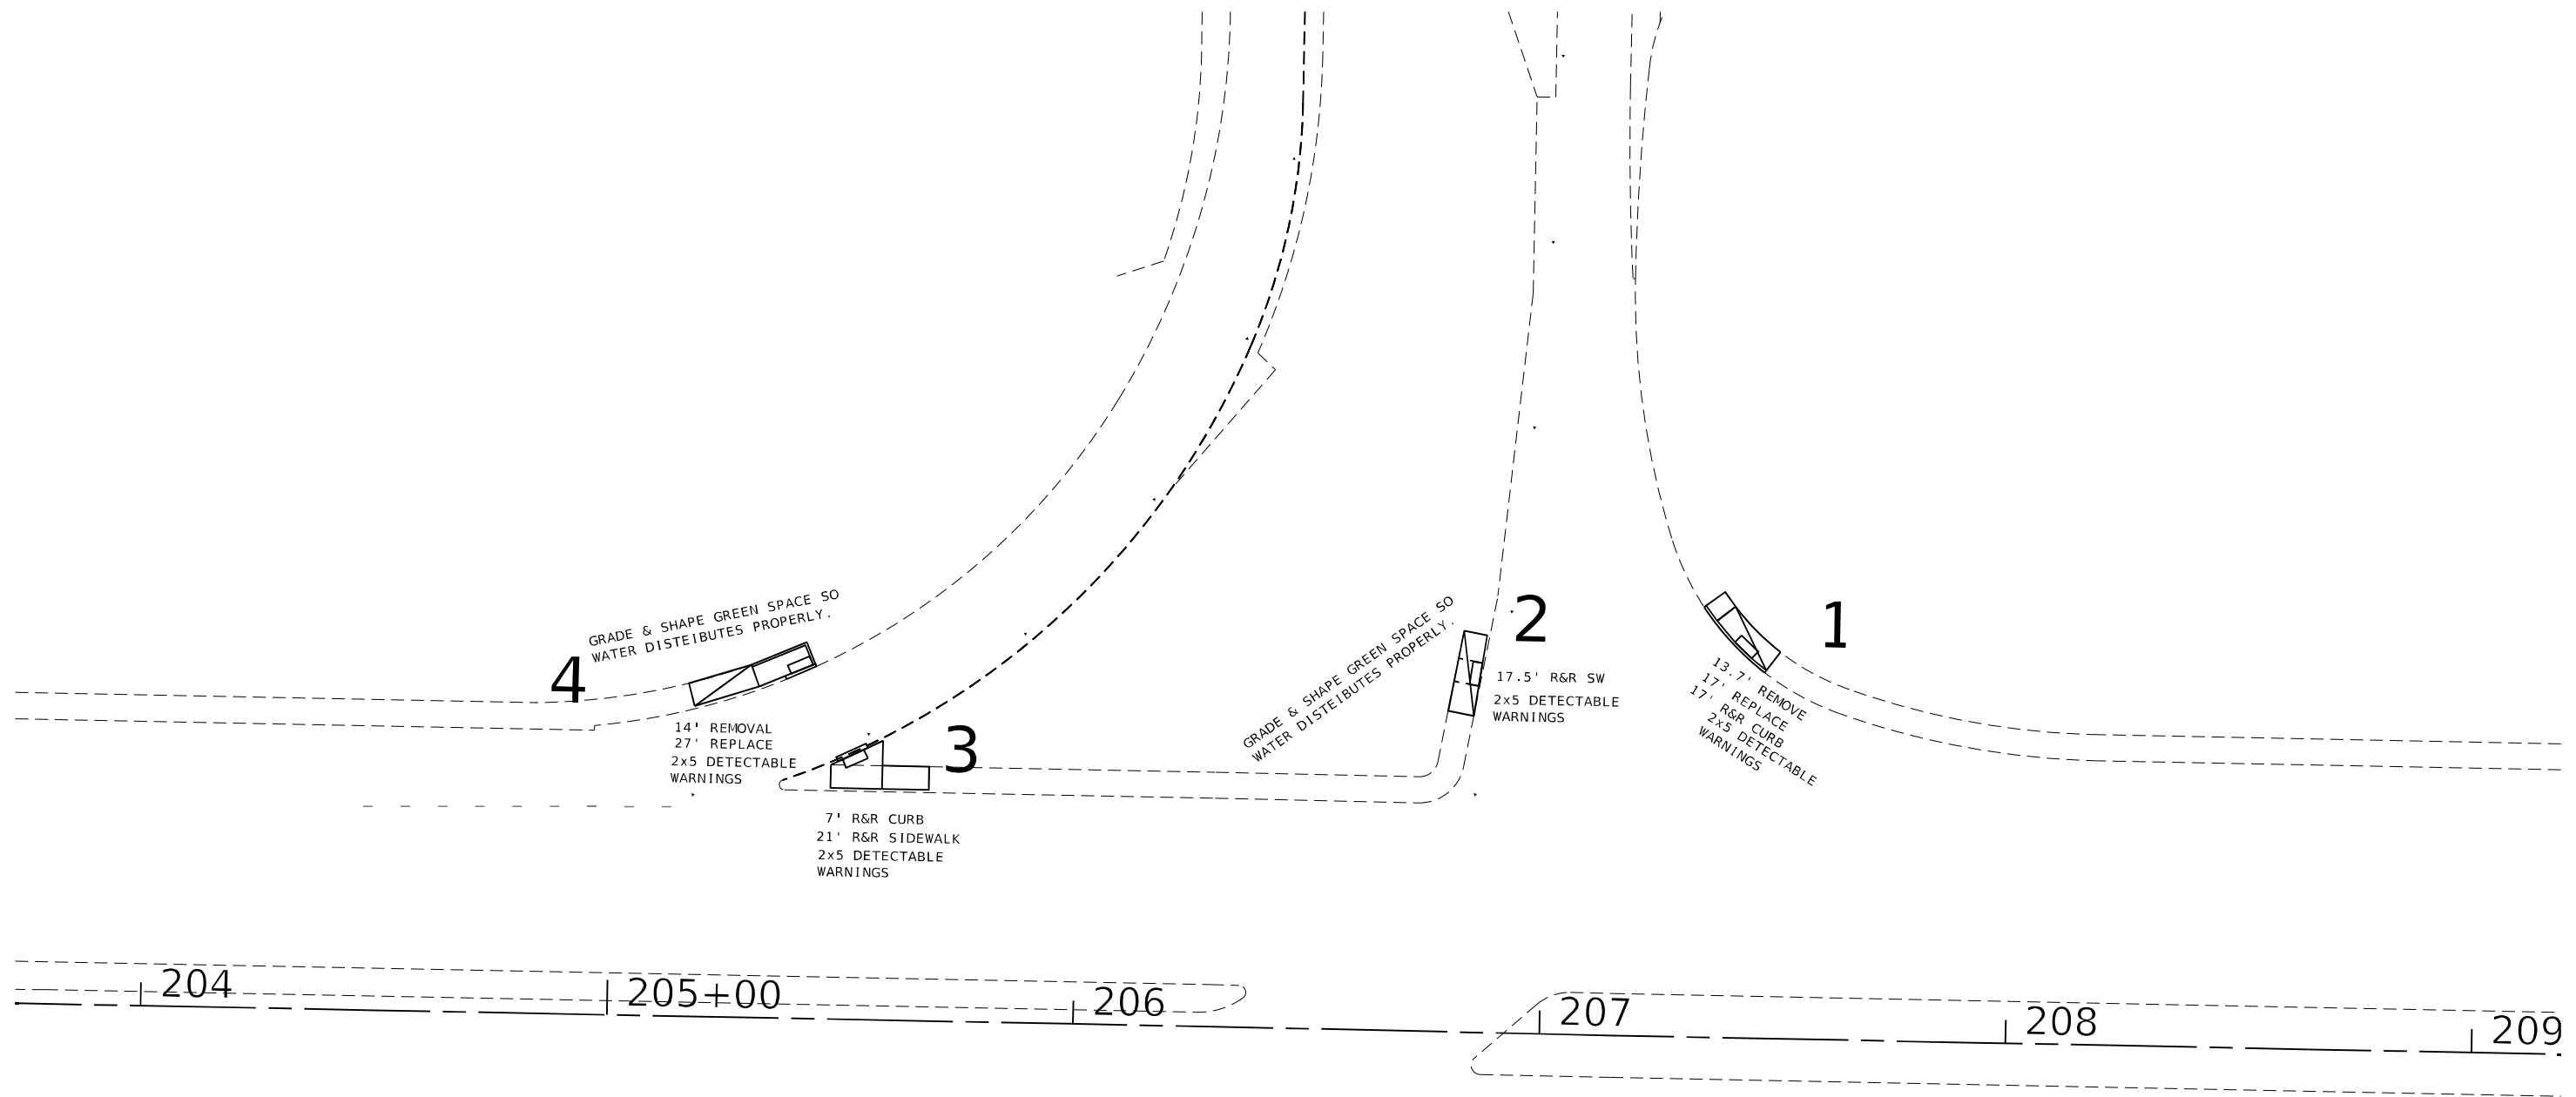 GRADE & SHAPE GREEN SPACE SO
WATER DISTEIBUTES PROPERLY.
4
14' REMOVAL
27' REPLACE
2x5 DETECTABLE
WARNINGS
3
7' R&R CURB
21' R&R SIDEWALK
2x5 DETECTABLE
WARNINGS
GRADE & SHAPE GREEN SPACE SO
WATER DISTEIBUTES PROPERLY.
2
17.5' R&R SW
2x5 DETECTABLE
WARNINGS
1
13.7' REMOVE
17' REPLACE
17' R&R CURB
2x5 DETECTABLE
WARNINGS
204
205+00
206
207
208
209